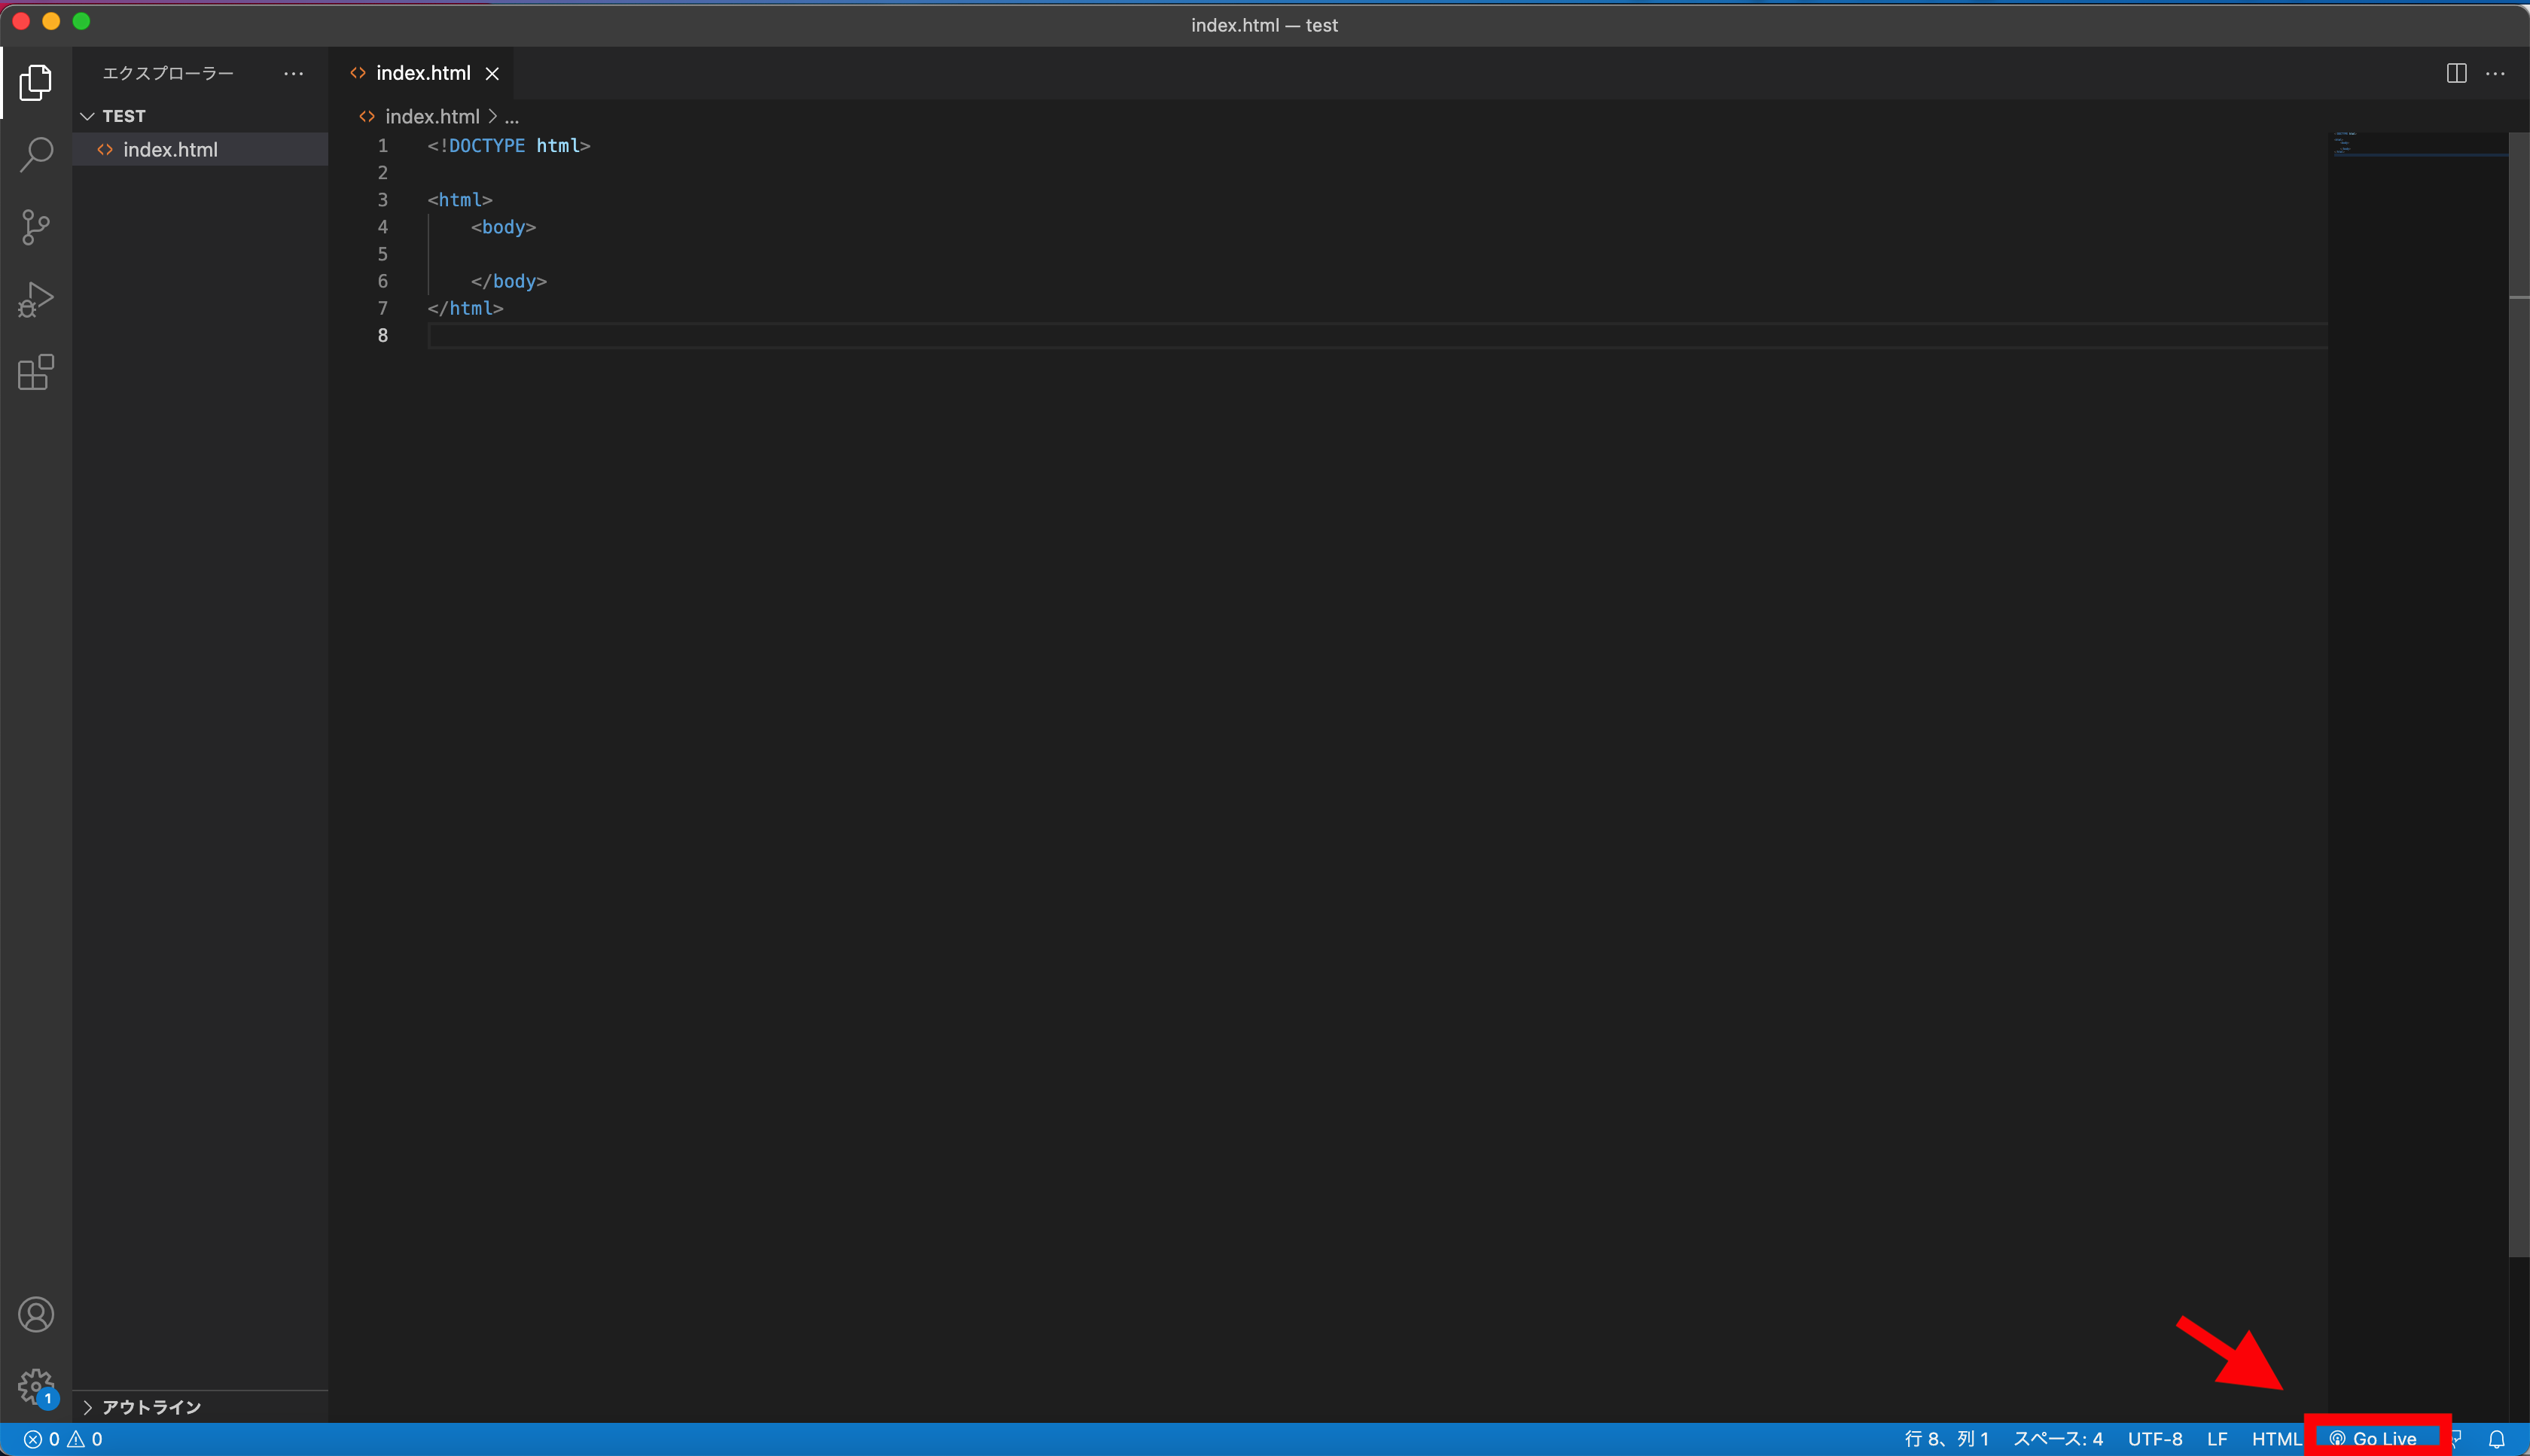 index.html — test
エクスプローラー
index.html
TEST
index.html > ...
index.html
1 <!DOCTYPE html>
2
3 <html>
4 <body>
5
6 </body>
7 </html>
8
1
アウトライン
0 0 行 8、列 1 スペース: 4 UTF-8 LF HTML Go Live